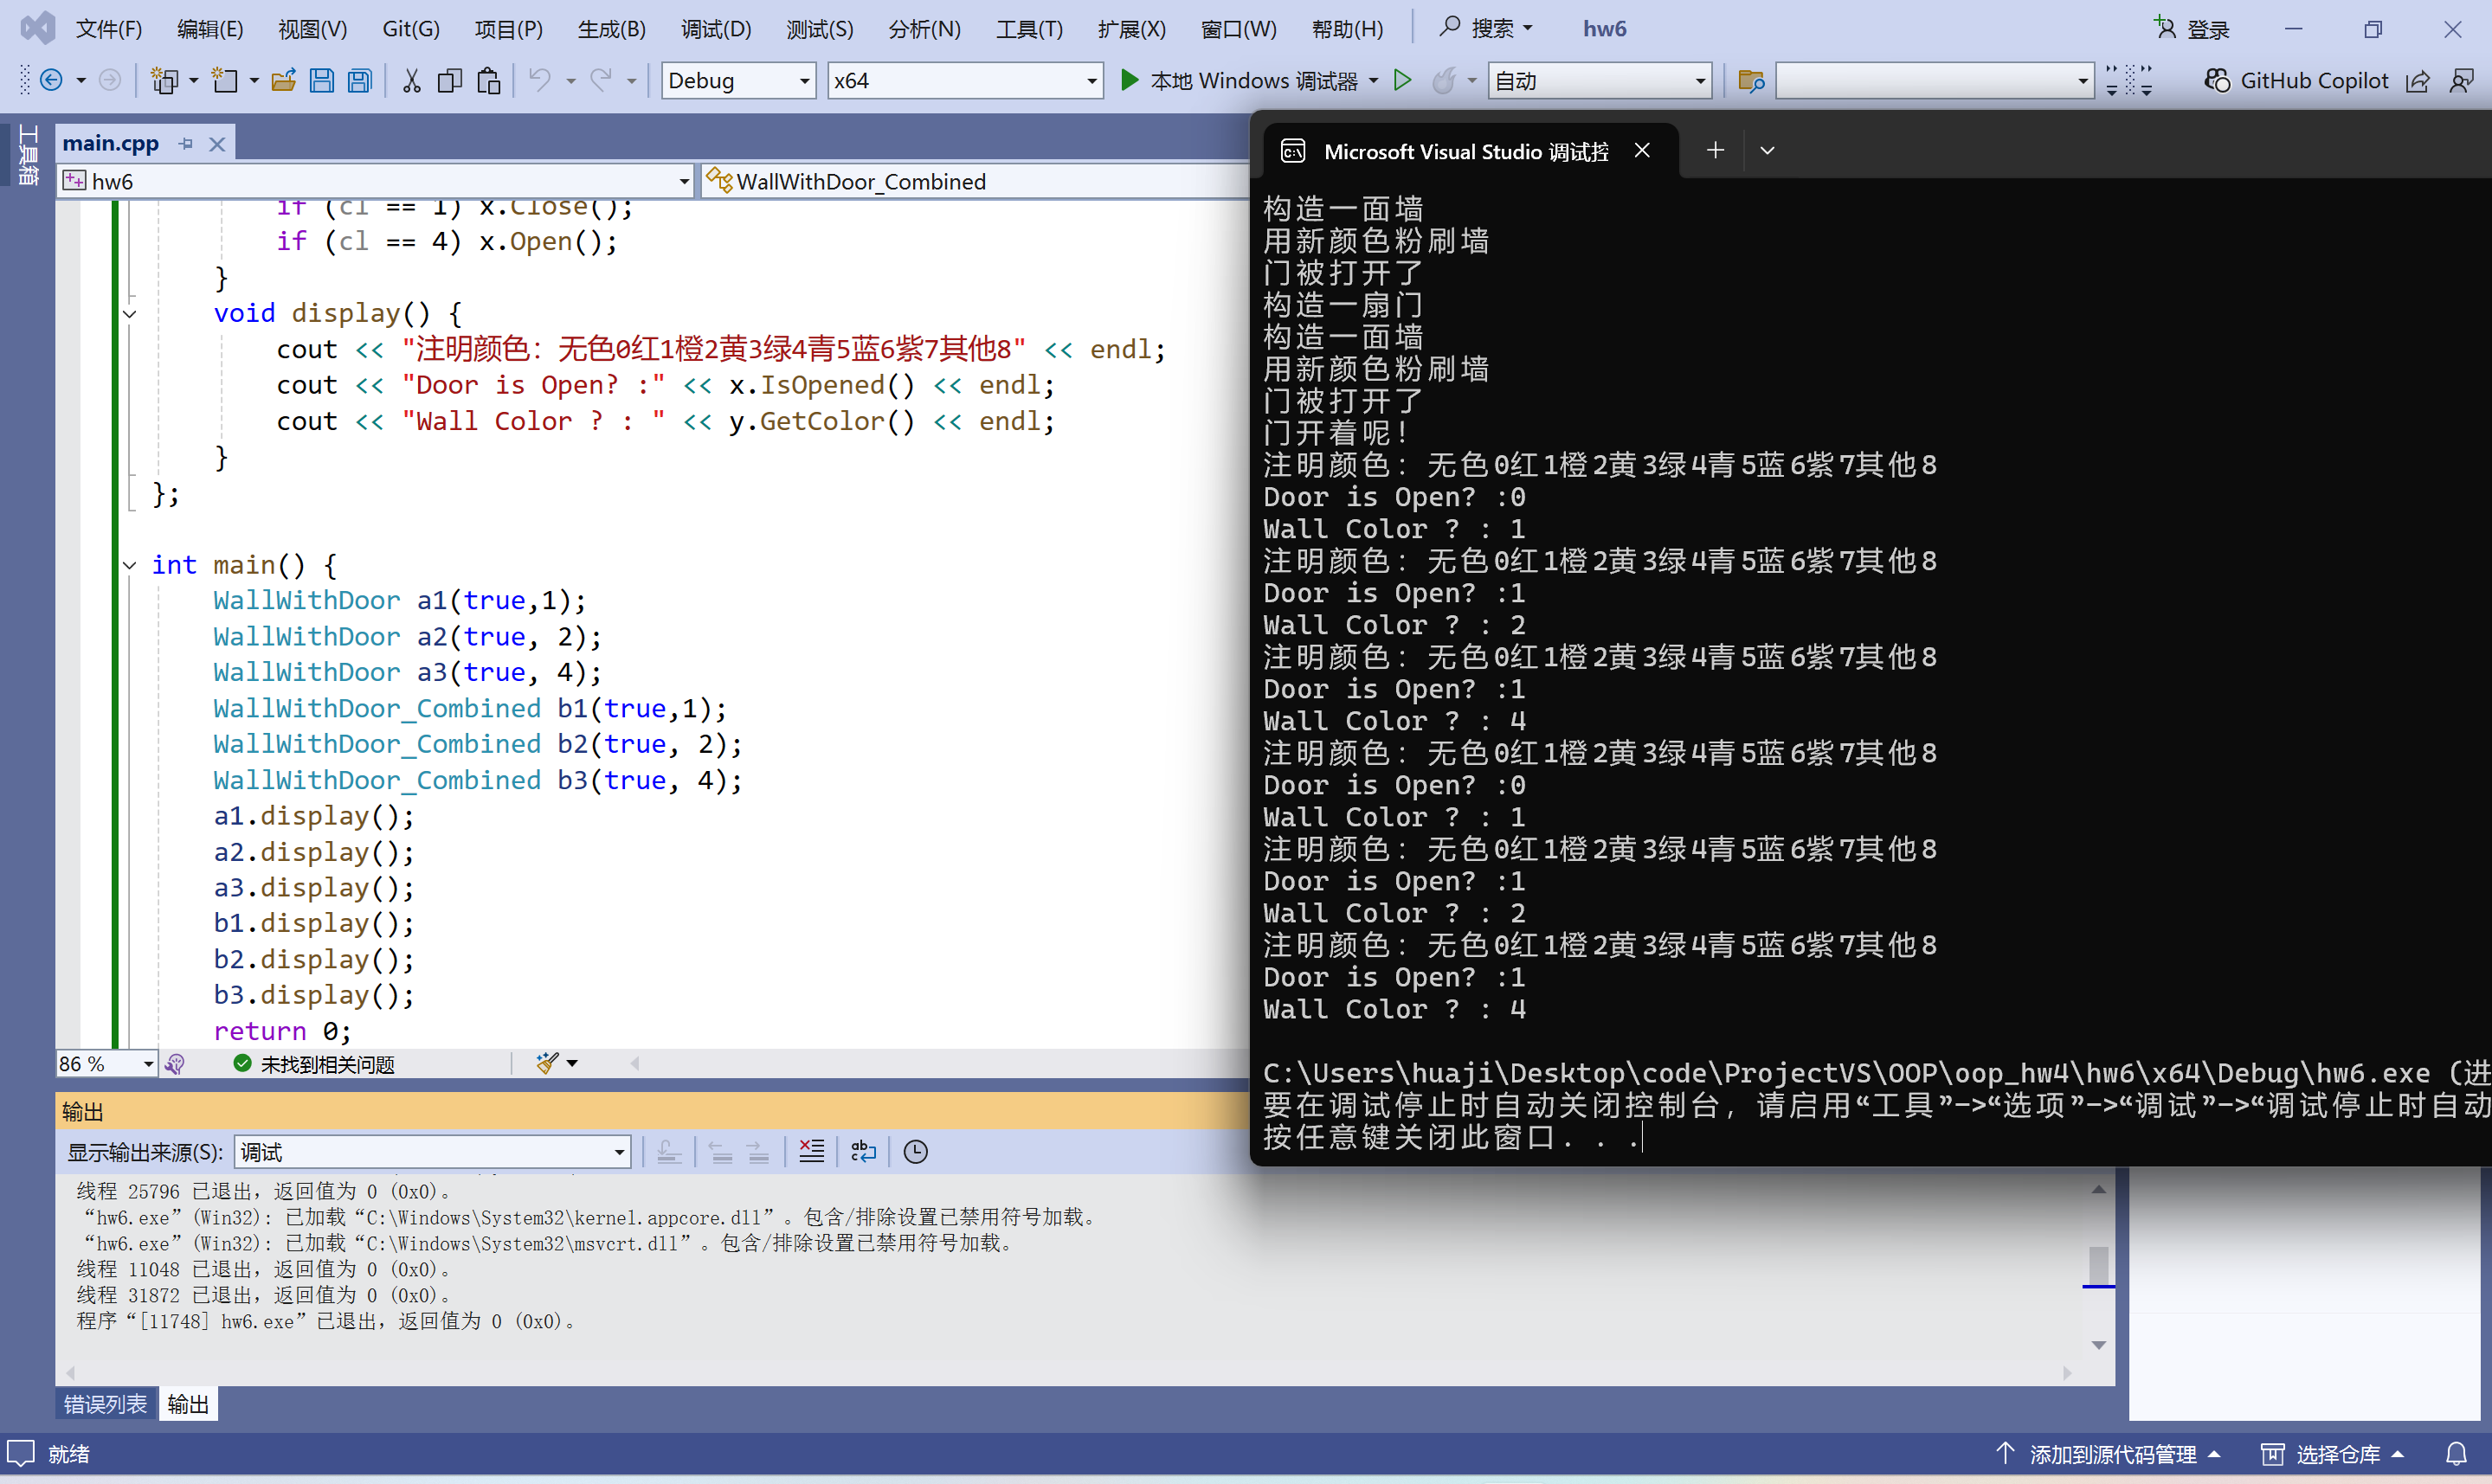 文件(F) 编辑(E) 视图(V) Git(G) 项目(P) 生成(B) 调试(D) 测试(S) 分析(N) 工具(T) 扩展(X) 窗口(W) 帮助(H) 搜索 hw6 登录
Debug x64 本地 Windows 调试器 自动 GitHub Copilot
工具箱
main.cpp
hw6 WallWithDoor_Combined
if (cl == 1) x.Close();
if (cl == 4) x.Open();
}
void display() {
cout << "注明颜色：无色0红1橙2黄3绿4青5蓝6紫7其他8" << endl;
cout << "Door is Open? :" << x.IsOpened() << endl;
cout << "Wall Color ? : " << y.GetColor() << endl;
}
};
int main() {
WallWithDoor a1(true,1);
WallWithDoor a2(true, 2);
WallWithDoor a3(true, 4);
WallWithDoor_Combined b1(true,1);
WallWithDoor_Combined b2(true, 2);
WallWithDoor_Combined b3(true, 4);
a1.display();
a2.display();
a3.display();
b1.display();
b2.display();
b3.display();
return 0;
86 % 未找到相关问题
Microsoft Visual Studio 调试控
构造一面墙
用新颜色粉刷墙
门被打开了
构造一扇门
构造一面墙
用新颜色粉刷墙
门被打开了
门开着呢！
注明颜色：无色0红1橙2黄3绿4青5蓝6紫7其他8
Door is Open? :0
Wall Color ? : 1
注明颜色：无色0红1橙2黄3绿4青5蓝6紫7其他8
Door is Open? :1
Wall Color ? : 2
注明颜色：无色0红1橙2黄3绿4青5蓝6紫7其他8
Door is Open? :1
Wall Color ? : 4
注明颜色：无色0红1橙2黄3绿4青5蓝6紫7其他8
Door is Open? :0
Wall Color ? : 1
注明颜色：无色0红1橙2黄3绿4青5蓝6紫7其他8
Door is Open? :1
Wall Color ? : 2
注明颜色：无色0红1橙2黄3绿4青5蓝6紫7其他8
Door is Open? :1
Wall Color ? : 4
C:\Users\huaji\Desktop\code\ProjectVS\OOP\oop_hw4\hw6\x64\Debug\hw6.exe (进
要在调试停止时自动关闭控制台，请启用“工具”->“选项”->“调试”->“调试停止时自动
按任意键关闭此窗口. . .
输出
显示输出来源(S): 调试
线程 25796 已退出，返回值为 0 (0x0)。
“hw6.exe”(Win32): 已加载“C:\Windows\System32\kernel.appcore.dll”。包含/排除设置已禁用符号加载。
“hw6.exe”(Win32): 已加载“C:\Windows\System32\msvcrt.dll”。包含/排除设置已禁用符号加载。
线程 11048 已退出，返回值为 0 (0x0)。
线程 31872 已退出，返回值为 0 (0x0)。
程序“[11748] hw6.exe”已退出，返回值为 0 (0x0)。
错误列表 输出
就绪 添加到源代码管理 选择仓库